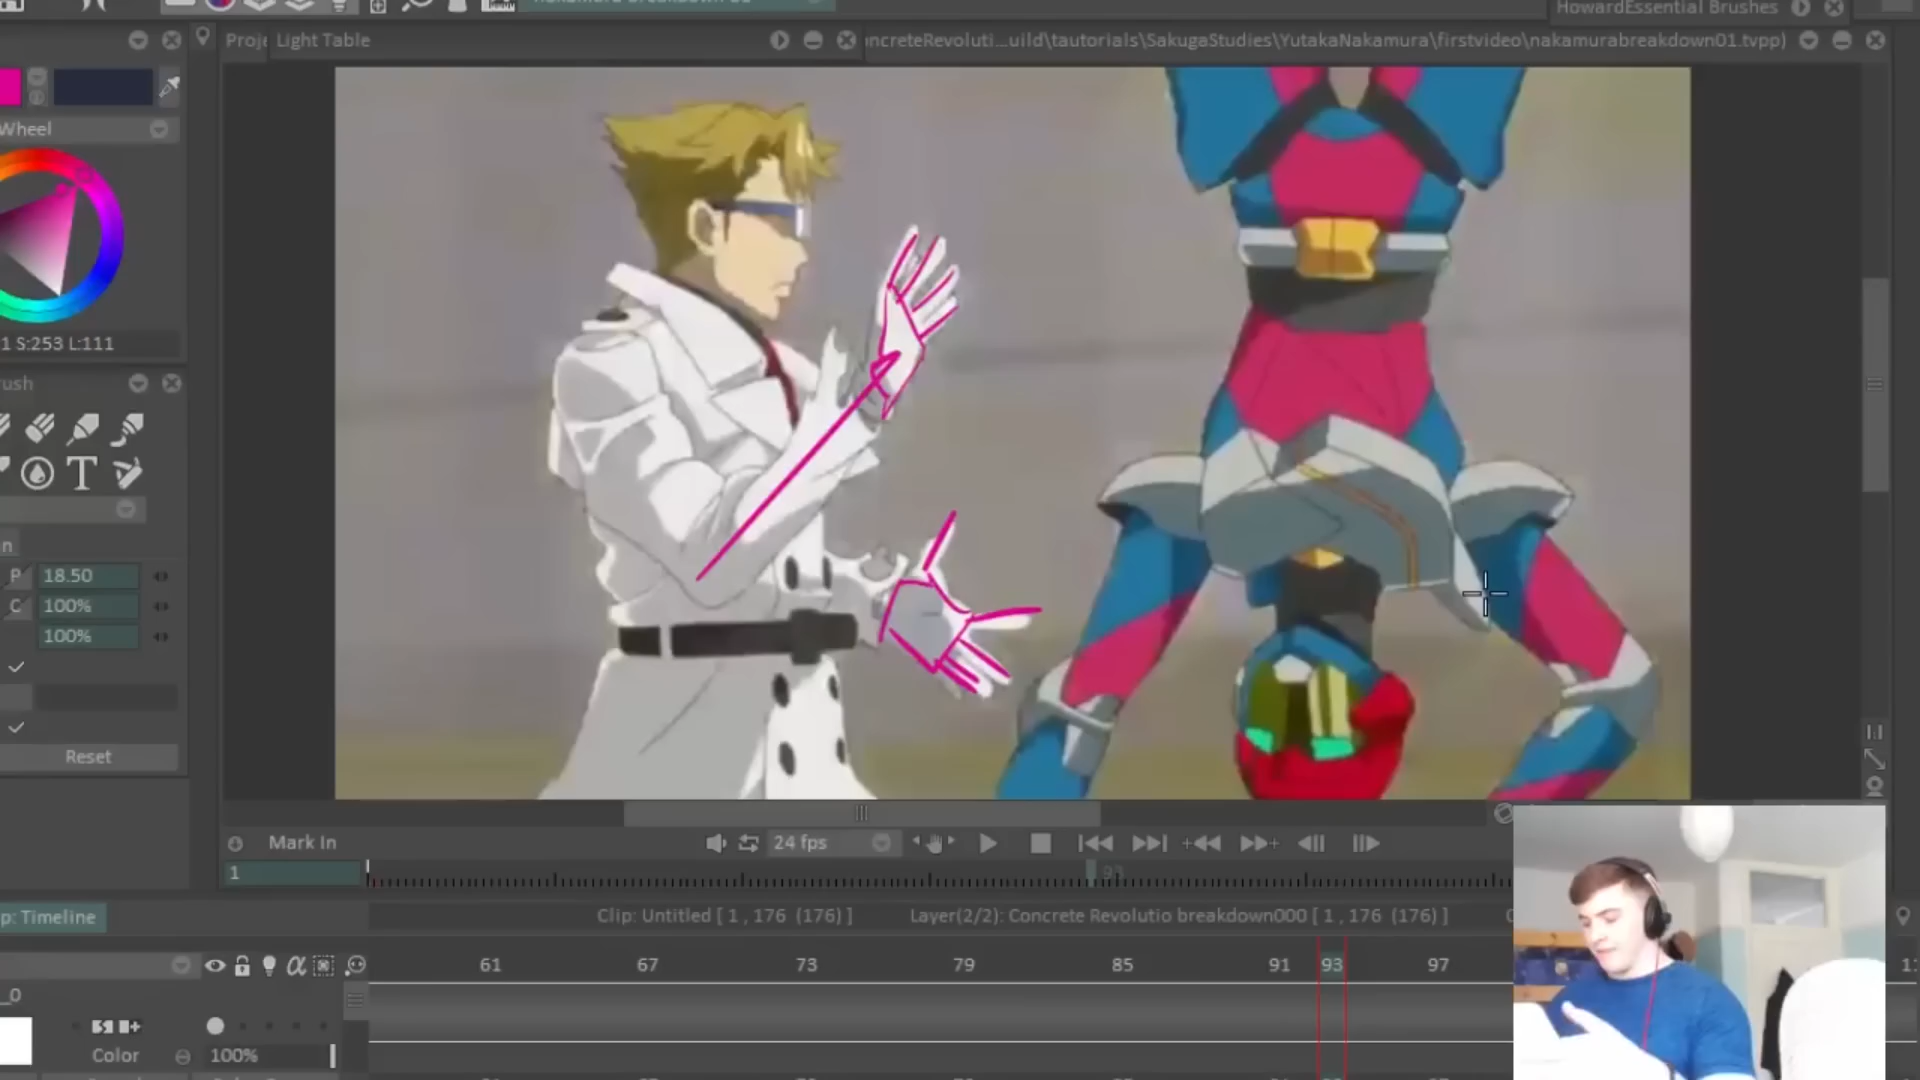 HowardEssential Brushes
Proje Light Table
ncreteRevoluti...uild\tautorials\SakugaStudies\YutakaNakamura\firstvideo\nakamurabreakdown01.tvpp)
Wheel
1 S:253 L:111
rush
T
n
P 18.50
C 100%
100%
Reset
Mark In
24 fps
1
93
p: Timeline
Clip: Untitled [ 1 , 176 (176) ]
Layer(2/2): Concrete Revolutio breakdown000 [ 1 , 176 (176) ]
61 67 73 79 85 91 93 97
_0
Color 100%